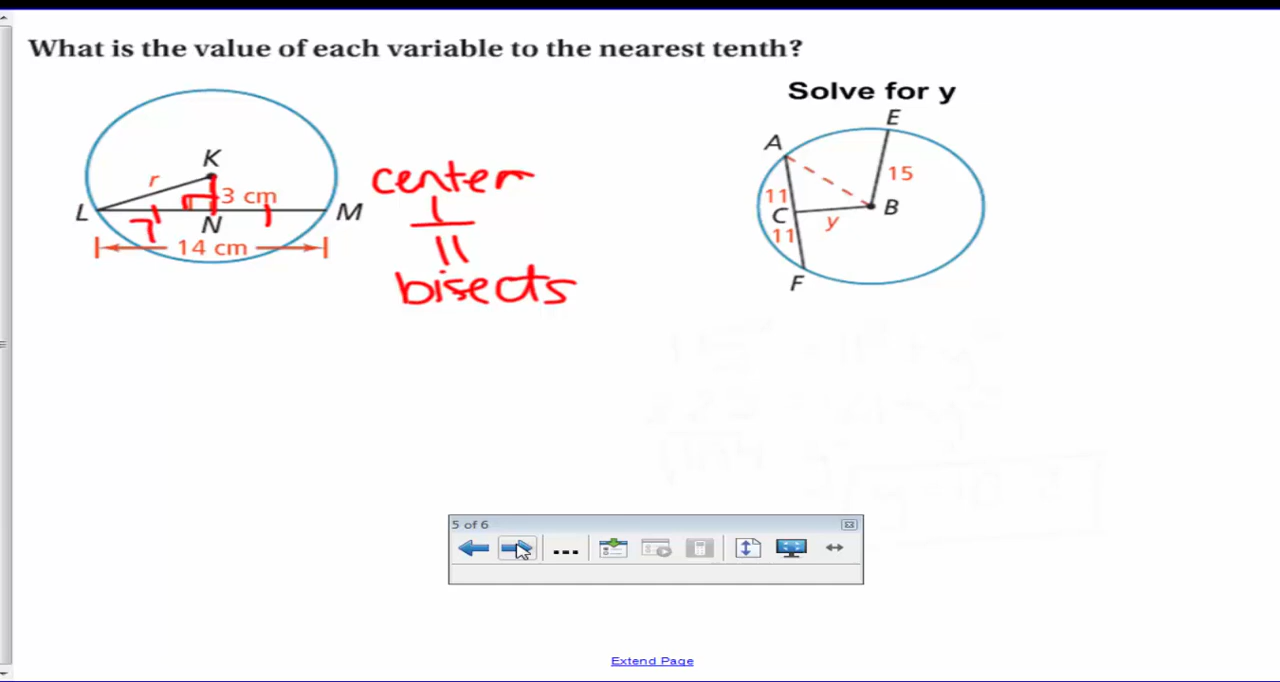 What is the value of each variable to the nearest tenth?
Solve for y
K
r
3 cm
L
M
N
7
14 cm
center
⊥
||
bisects
E
A
15
11
B
C
y
11
F
5 of 6
...
Extend Page